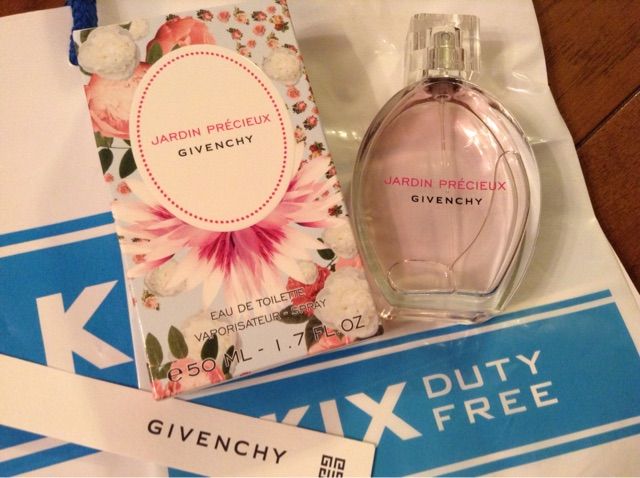 JARDIN PRÉCIEUX
GIVENCHY
EAU DE TOILETTE
VAPORISATEUR - SPRAY
℮50 ML - 1.7 FL. OZ
JARDIN PRÉCIEUX
GIVENCHY
K
KIX DUTY
FREE
GIVENCHY